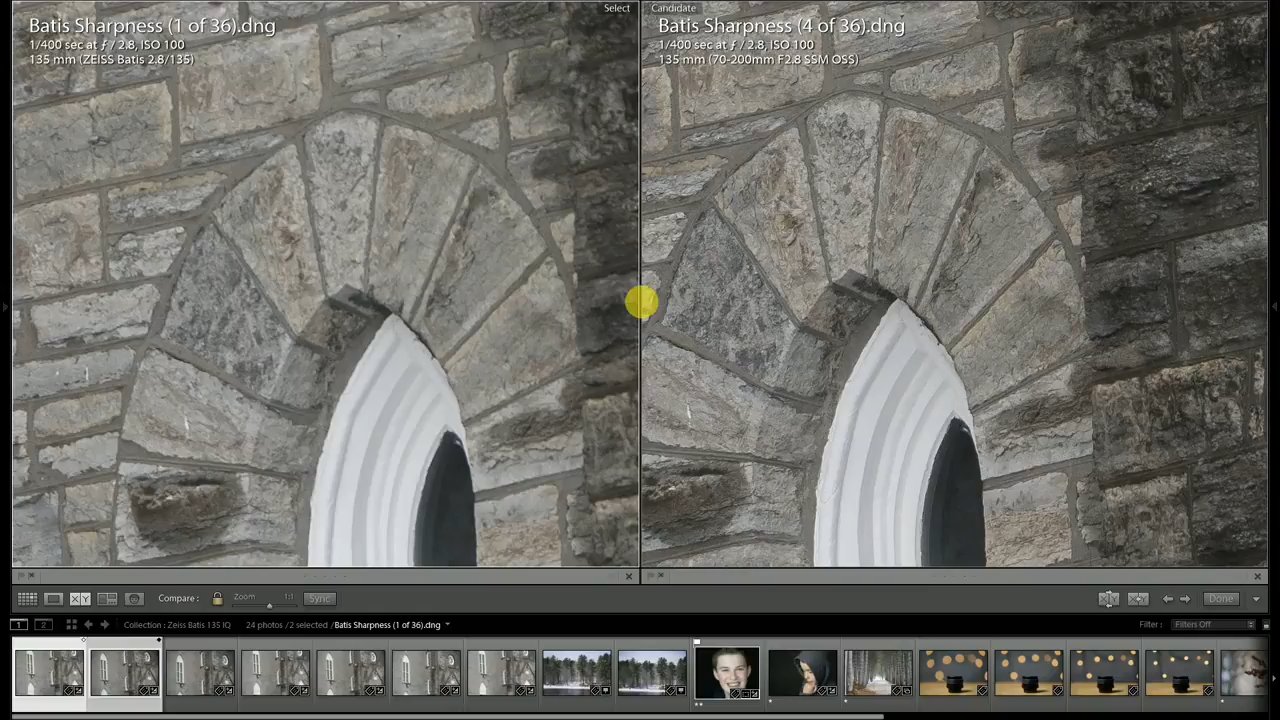 Select
Candidate
Batis Sharpness (1 of 36).dng
1/400 sec at ƒ / 2.8, ISO 100
135 mm (ZEISS Batis 2.8/135)
Batis Sharpness (4 of 36).dng
1/400 sec at ƒ / 2.8, ISO 100
135 mm (70-200mm F2.8 SSM OSS)
X Y
Compare :
Zoom
1:1
Sync
Done
1
2
Collection : Zeiss Batis 135 IQ
24 photos /2 selected /Batis Sharpness (1 of 36).dng
Filter :
Filters Off